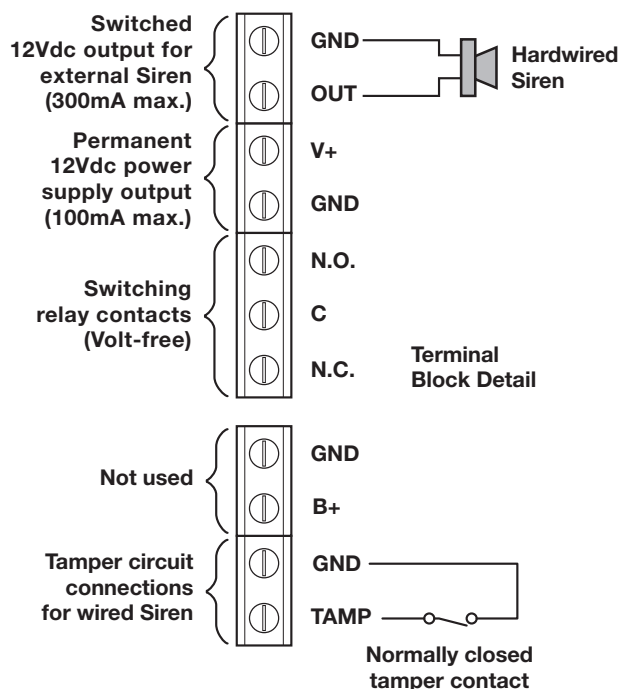 Switched
12Vdc output for
external Siren
(300mA max.)
GND
OUT
Hardwired
Siren
Permanent
12Vdc power
supply output
(100mA max.)
V+
GND
Switching
relay contacts
(Volt-free)
N.O.
C
N.C.
Terminal
Block Detail
Not used
GND
B+
Tamper circuit
connections
for wired Siren
GND
TAMP
Normally closed
tamper contact